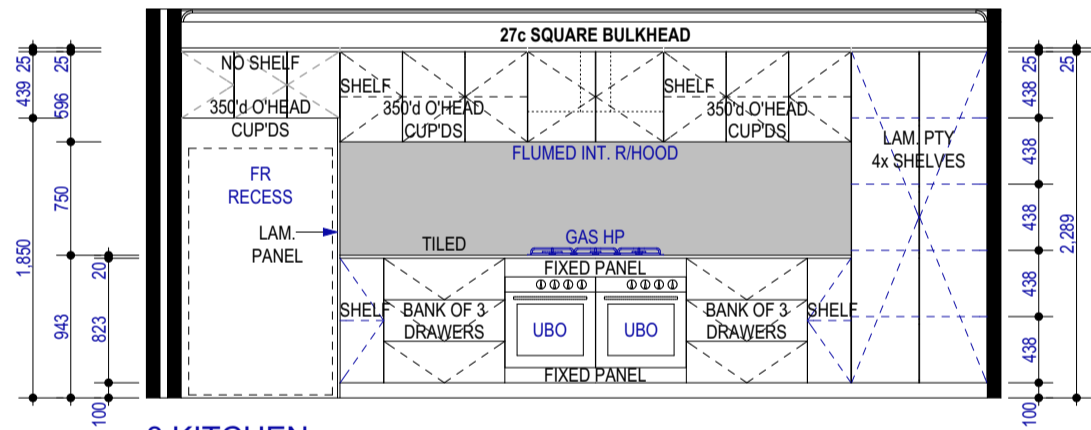 27c SQUARE BULKHEAD
NO SHELF
350'd O'HEAD
CUP'DS
SHELF
350'd O'HEAD
CUP'DS
SHELF
350'd O'HEAD
CUP'DS
LAM. PTY
4x SHELVES
FLUMED INT. R/HOOD
FR
RECESS
LAM.
PANEL
TILED
GAS HP
FIXED PANEL
SHELF
BANK OF 3
DRAWERS
UBO
UBO
BANK OF 3
DRAWERS
SHELF
FIXED PANEL
25
439
1,850
25
596
750
943
20
823
100
25
438
438
438
438
438
100
25
2,289